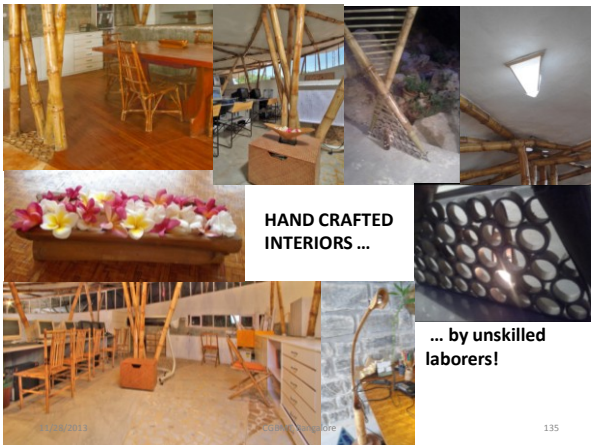 HAND CRAFTED
INTERIORS ...
... by unskilled
laborers!
135